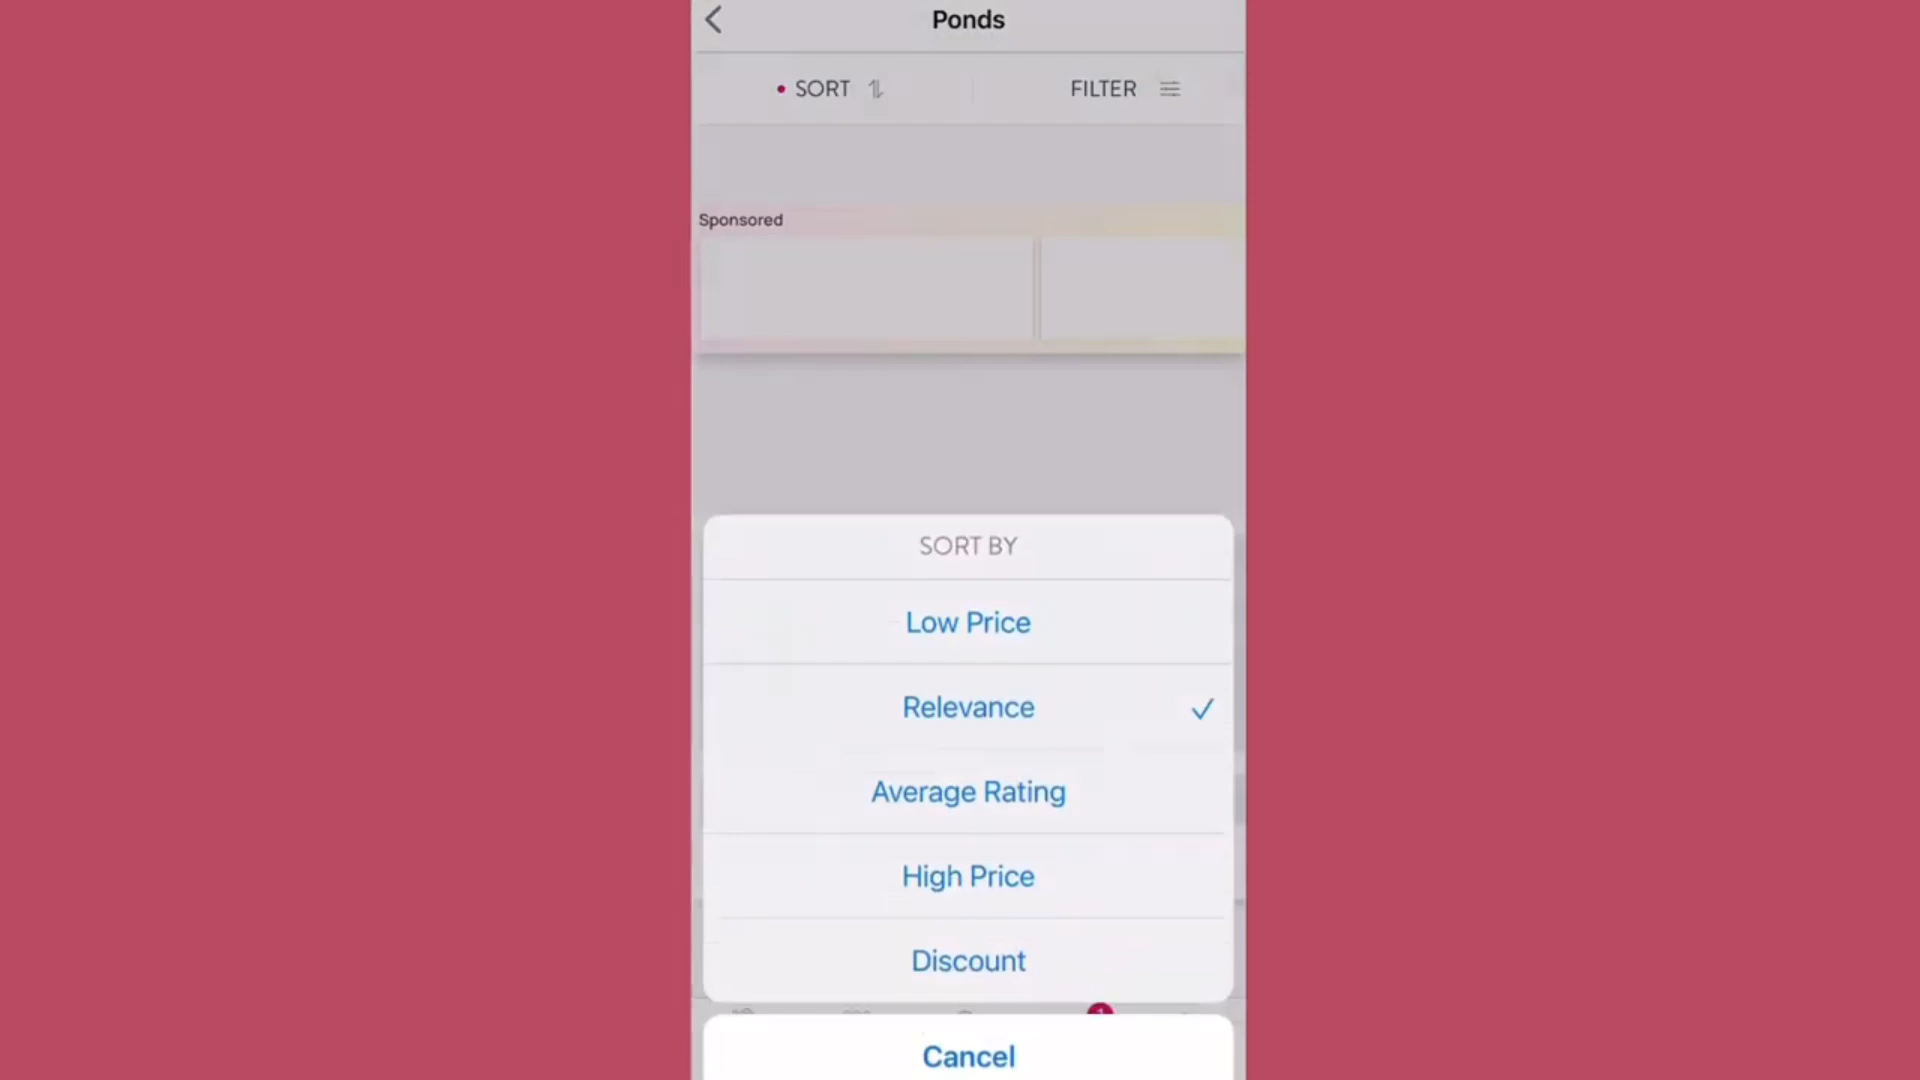 Ponds
SORT
FILTER
Sponsored
SORT BY
Low Price
Relevance
Average Rating
High Price
Discount
Cancel